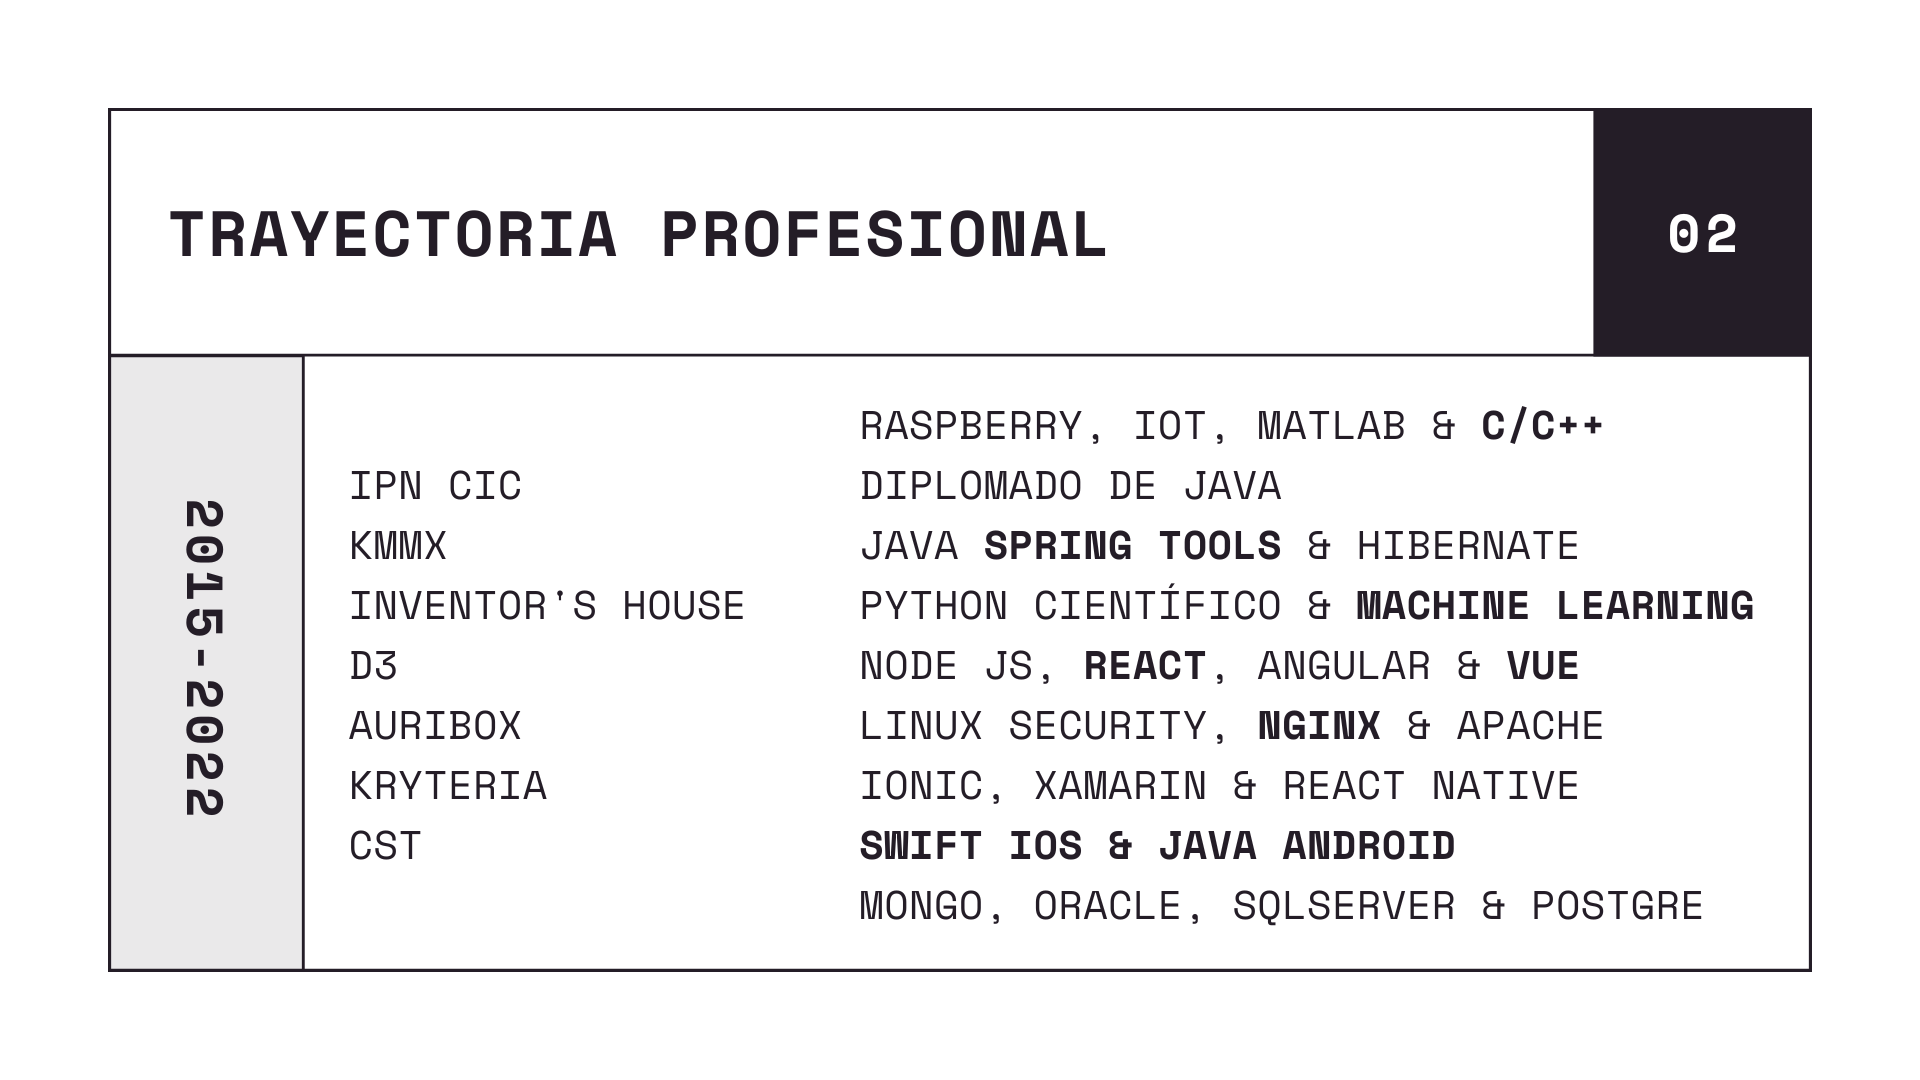 TRAYECTORIA PROFESIONAL
02
2015-2022
IPN CIC
KMMX
INVENTOR'S HOUSE
D3
AURIBOX
KRYTERIA
CST
RASPBERRY, IOT, MATLAB & C/C++
DIPLOMADO DE JAVA
JAVA SPRING TOOLS & HIBERNATE
PYTHON CIENTÍFICO & MACHINE LEARNING
NODE JS, REACT, ANGULAR & VUE
LINUX SECURITY, NGINX & APACHE
IONIC, XAMARIN & REACT NATIVE
SWIFT IOS & JAVA ANDROID
MONGO, ORACLE, SQLSERVER & POSTGRE